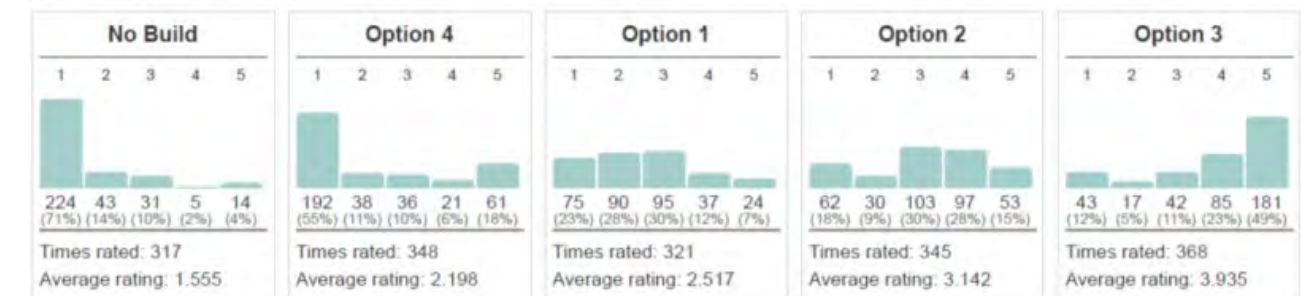 No Build
1 2 3 4 5
224 43 31 5 14
(71%) (14%) (10%) (2%) (4%)
Times rated: 317
Average rating: 1.555
Option 4
1 2 3 4 5
192 38 36 21 61
(55%) (11%) (10%) (6%) (18%)
Times rated: 348
Average rating: 2.198
Option 1
1 2 3 4 5
75 90 95 37 24
(23%) (28%) (30%) (12%) (7%)
Times rated: 321
Average rating: 2.517
Option 2
1 2 3 4 5
62 30 103 97 53
(18%) (9%) (30%) (28%) (15%)
Times rated: 345
Average rating: 3.142
Option 3
1 2 3 4 5
43 17 42 85 181
(12%) (5%) (11%) (23%) (49%)
Times rated: 368
Average rating: 3.935